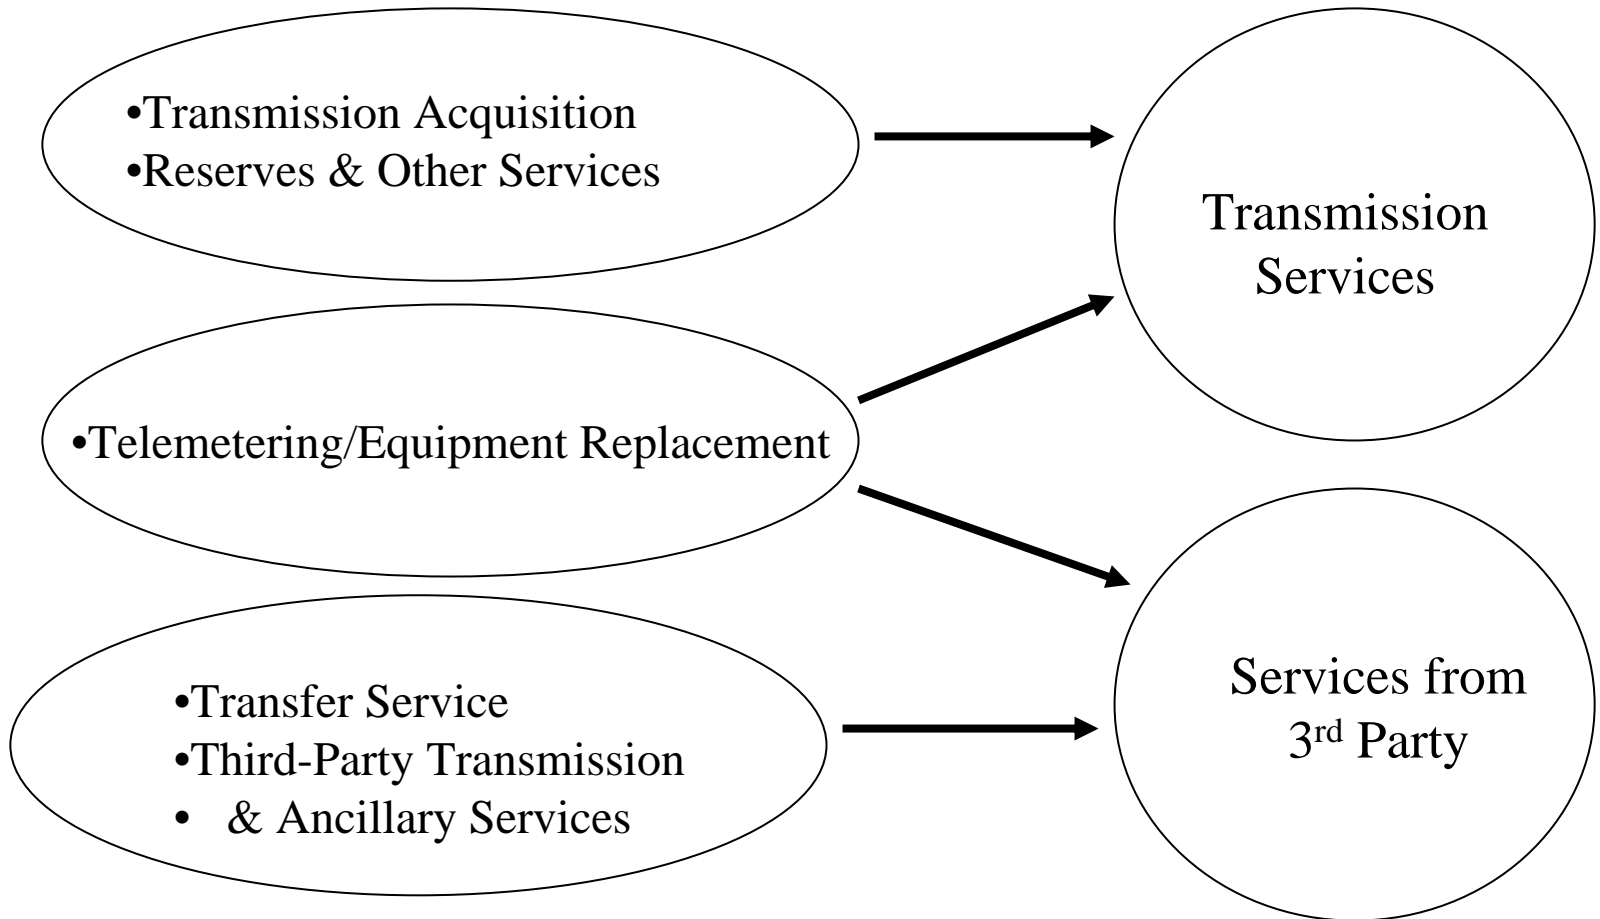 •Transmission Acquisition
•Reserves & Other Services
Transmission
Services
•Telemetering/Equipment Replacement
•Transfer Service
•Third-Party Transmission
• & Ancillary Services
Services from
3rd Party